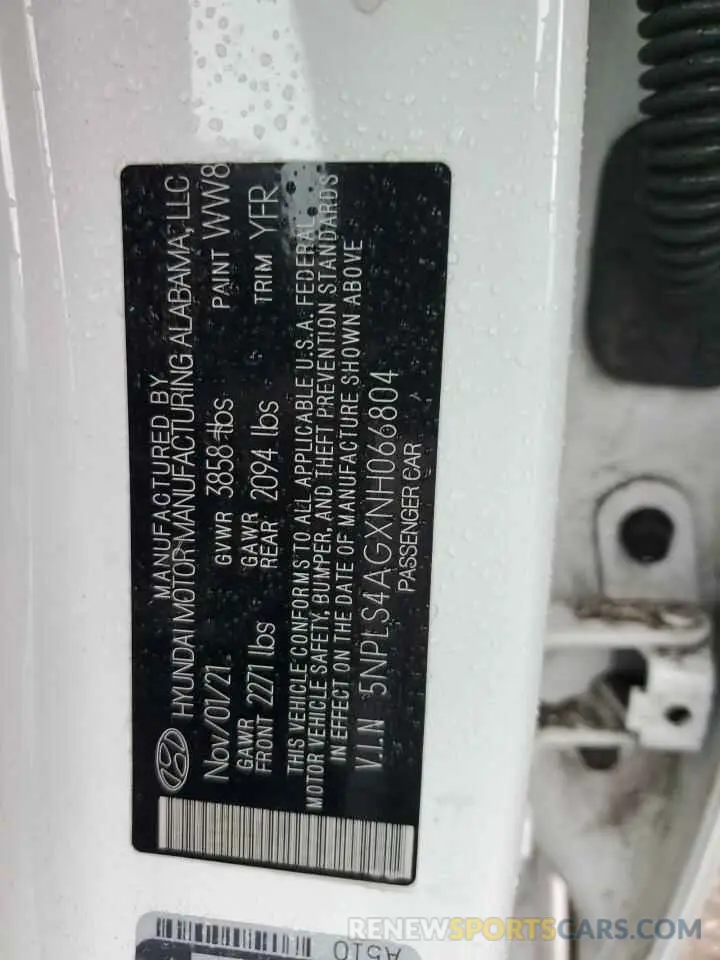 MANUFACTURED BY
HYUNDAI MOTOR MANUFACTURING ALABAMA, LLC
Nov/01/21. GVWR 3858 lbs PAINT WW8
GAWR FRONT 2271 lbs GAWR REAR 2094 lbs TRIM YFR
THIS VEHICLE CONFORMS TO ALL APPLICABLE U.S.A. FEDERAL
MOTOR VEHICLE SAFETY, BUMPER, AND THEFT PREVENTION STANDARDS
IN EFFECT ON THE DATE OF MANUFACTURE SHOWN ABOVE
V.I.N 5NPLS4AGXNH066804
PASSENGER CAR
A510
RENEWSPORTSCARS.COM